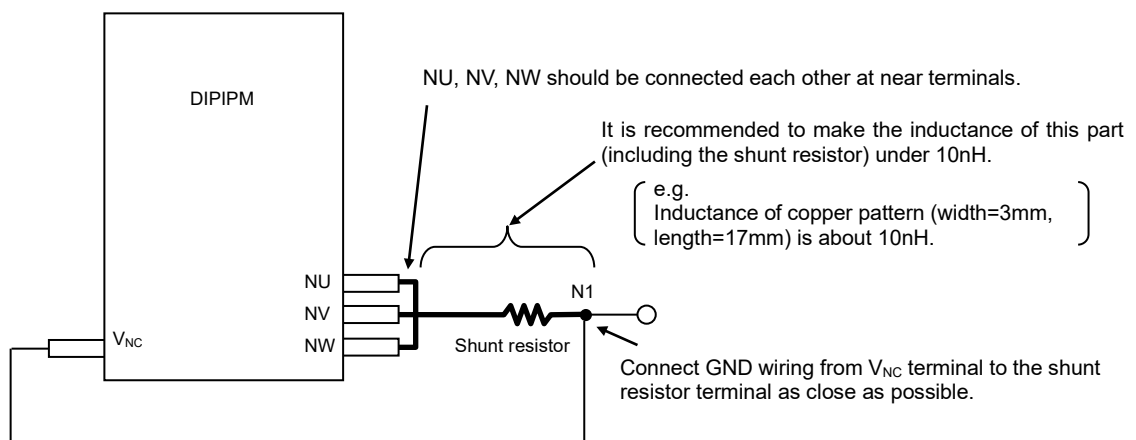 NU, NV, NW should be connected each other at near terminals.
DIPIPM
It is recommended to make the inductance of this part
(including the shunt resistor) under 10nH.
e.g.
Inductance of copper pattern (width=3mm,
length=17mm) is about 10nH.
NU
N1
NV
VNC
NW
Shunt resistor
Connect GND wiring from VNC terminal to the shunt
resistor terminal as close as possible.